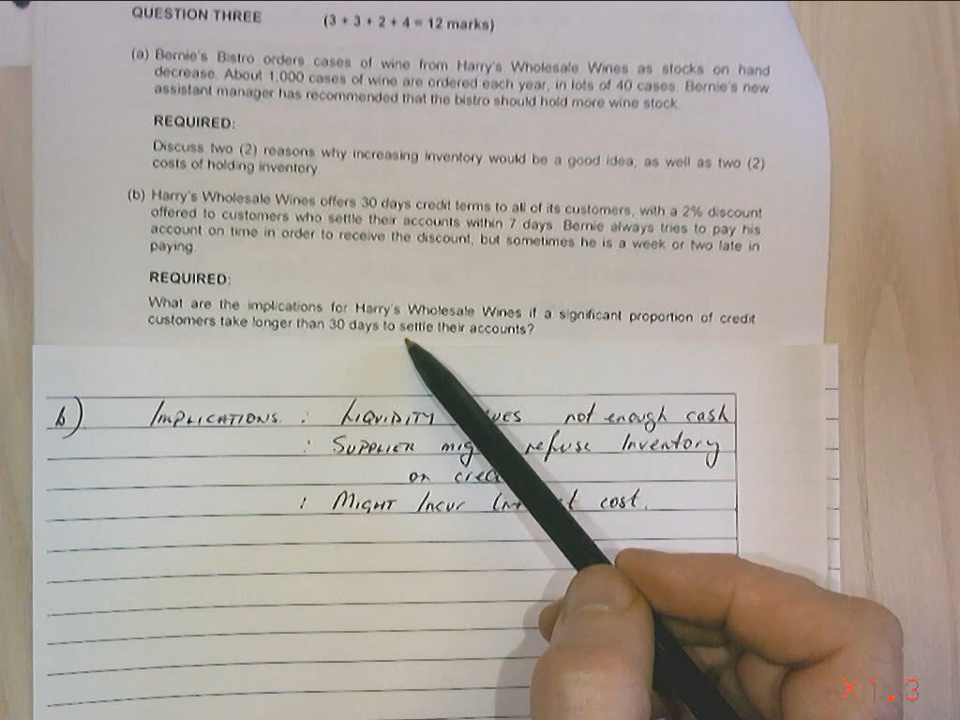 QUESTION THREE (3 + 3 + 2 + 4 = 12 marks)
(a) Bernie's Bistro orders cases of wine from Harry's Wholesale Wines as stocks on hand
decrease. About 1,000 cases of wine are ordered each year, in lots of 40 cases. Bernie's new
assistant manager has recommended that the bistro should hold more wine stock.
REQUIRED:
Discuss two (2) reasons why increasing inventory would be a good idea, as well as two (2)
costs of holding inventory.
(b) Harry's Wholesale Wines offers 30 days credit terms to all of its customers, with a 2% discount
offered to customers who settle their accounts within 7 days. Bernie always tries to pay his
account on time in order to receive the discount, but sometimes he is a week or two late in
paying.
REQUIRED:
What are the implications for Harry's Wholesale Wines if a significant proportion of credit
customers take longer than 30 days to settle their accounts?
b) IMPLICATIONS : LIQUIDITY not enough cash
: SUPPLIER refuse Inventory
on
: MIGHT INCUR cost.
X1.3